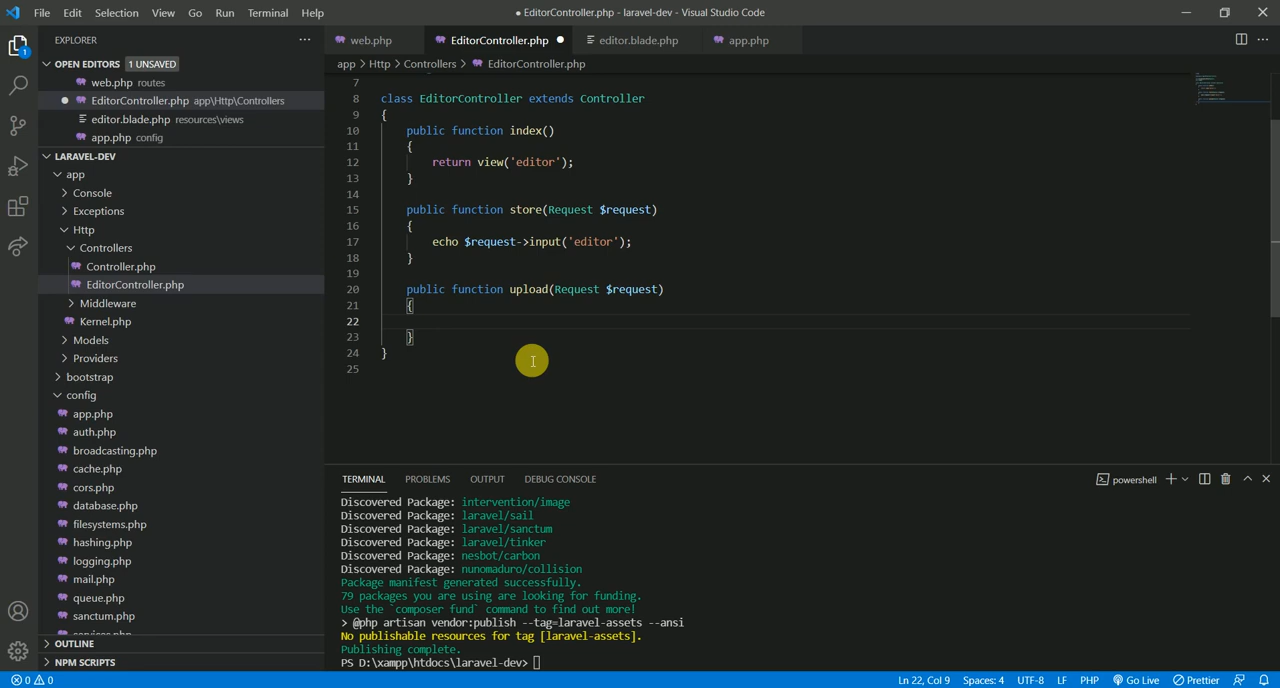 File Edit Selection View Go Run Terminal Help
● EditorController.php - laravel-dev - Visual Studio Code
EXPLORER
OPEN EDITORS 1 UNSAVED
web.php routes
EditorController.php app\Http\Controllers
editor.blade.php resources\views
app.php config
LARAVEL-DEV
app
Console
Exceptions
Http
Controllers
Controller.php
EditorController.php
Middleware
Kernel.php
Models
Providers
bootstrap
config
app.php
auth.php
broadcasting.php
cache.php
cors.php
database.php
filesystems.php
hashing.php
logging.php
mail.php
queue.php
sanctum.php
services.php
OUTLINE
NPM SCRIPTS
1
web.php EditorController.php editor.blade.php app.php
app > Http > Controllers > EditorController.php
7
8 class EditorController extends Controller
9 {
10 public function index()
11 {
12 return view('editor');
13 }
14
15 public function store(Request $request)
16 {
17 echo $request->input('editor');
18 }
19
20 public function upload(Request $request)
21 {
22
23 }
24 }
25
TERMINAL PROBLEMS OUTPUT DEBUG CONSOLE
powershell
Discovered Package: intervention/image
Discovered Package: laravel/sail
Discovered Package: laravel/sanctum
Discovered Package: laravel/tinker
Discovered Package: nesbot/carbon
Discovered Package: nunomaduro/collision
Package manifest generated successfully.
79 packages you are using are looking for funding.
Use the `composer fund` command to find out more!
> @php artisan vendor:publish --tag=laravel-assets --ansi
No publishable resources for tag [laravel-assets].
Publishing complete.
PS D:\xampp\htdocs\laravel-dev>
0 0
Ln 22, Col 9 Spaces: 4 UTF-8 LF PHP Go Live Prettier